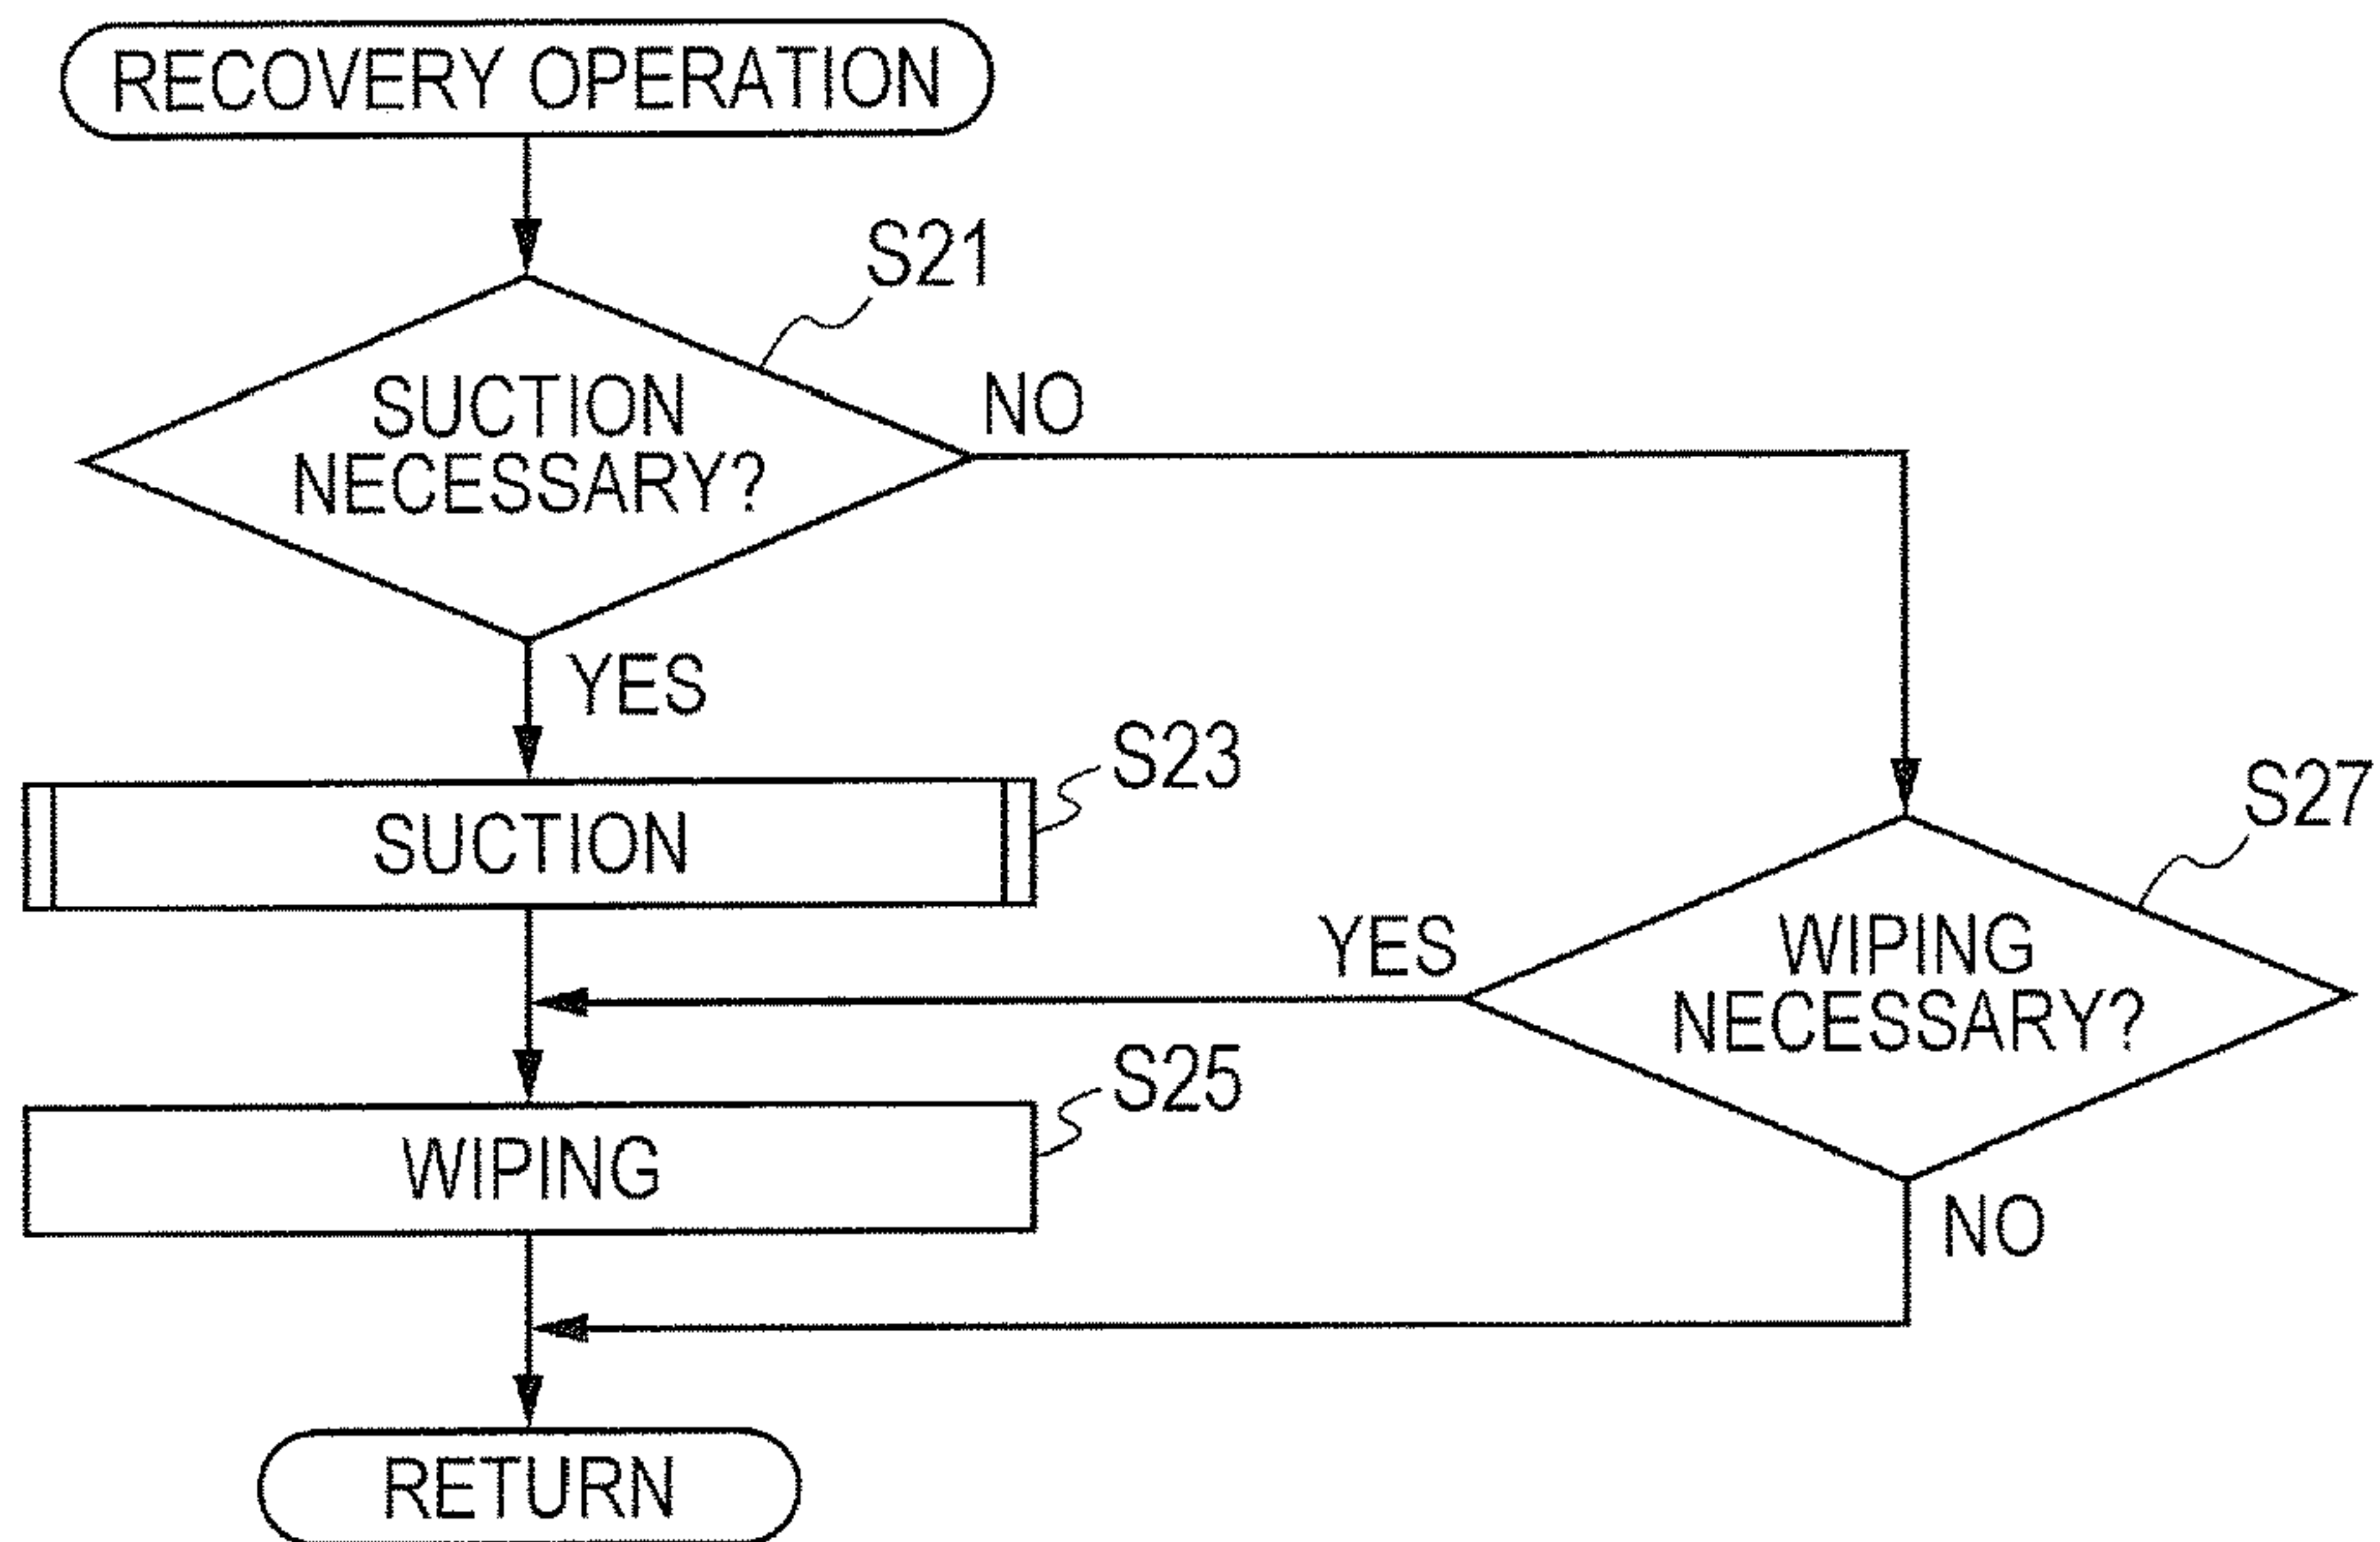 RECOVERY OPERATION
S21
SUCTION
NECESSARY?
NO
YES
S23
SUCTION
S27
YES
WIPING
NECESSARY?
S25
WIPING
NO
RETURN